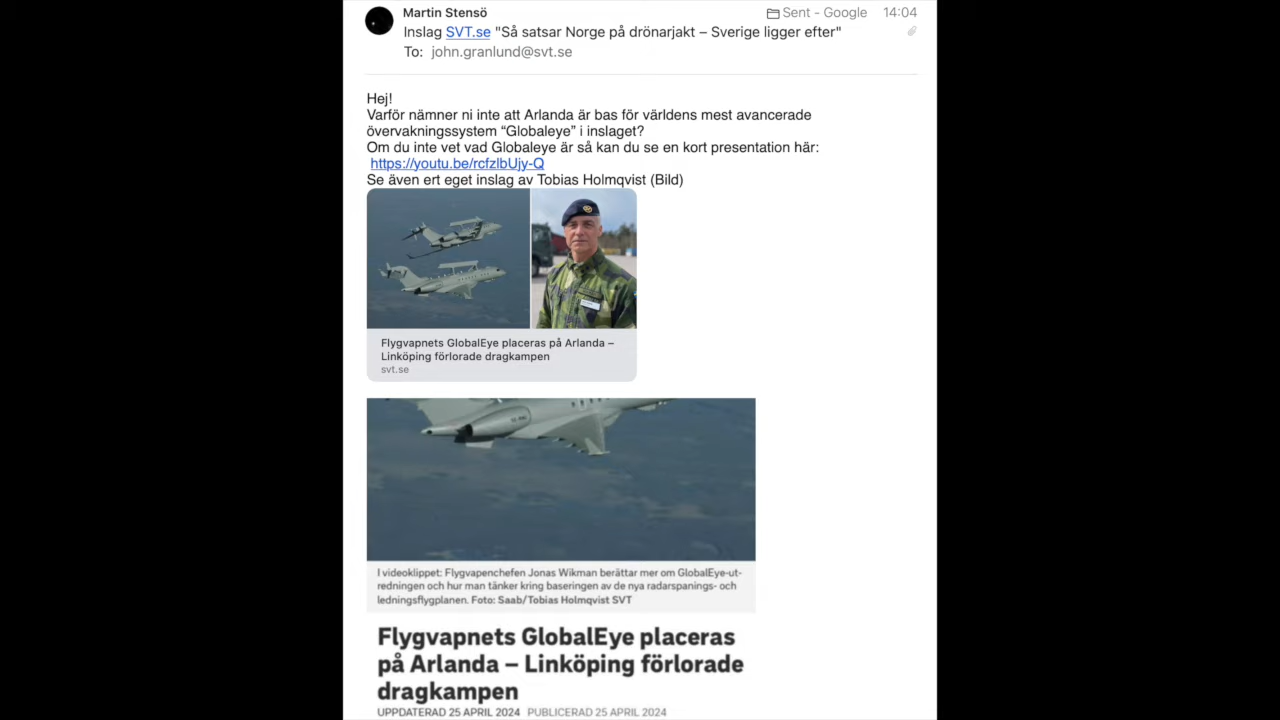 Martin Stensö
Sent - Google 14:04
Inslag SVT.se "Så satsar Norge på drönarjakt – Sverige ligger efter"
To: john.granlund@svt.se
Hej!
Varför nämner ni inte att Arlanda är bas för världens mest avancerade
övervakningssystem “Globaleye” i inslaget?
Om du inte vet vad Globaleye är så kan du se en kort presentation här:
https://youtu.be/rcfzlbUjy-Q
Se även ert eget inslag av Tobias Holmqvist (Bild)
Flygvapnets GlobalEye placeras på Arlanda –
Linköping förlorade dragkampen
svt.se
I videoklippet: Flygvapenchefen Jonas Wikman berättar mer om GlobalEye-ut-
redningen och hur man tänker kring baseringen av de nya radarspanings- och
ledningsflygplanen. Foto: Saab/Tobias Holmqvist SVT
Flygvapnets GlobalEye placeras
på Arlanda – Linköping förlorade
dragkampen
UPPDATERAD 25 APRIL 2024 PUBLICERAD 25 APRIL 2024